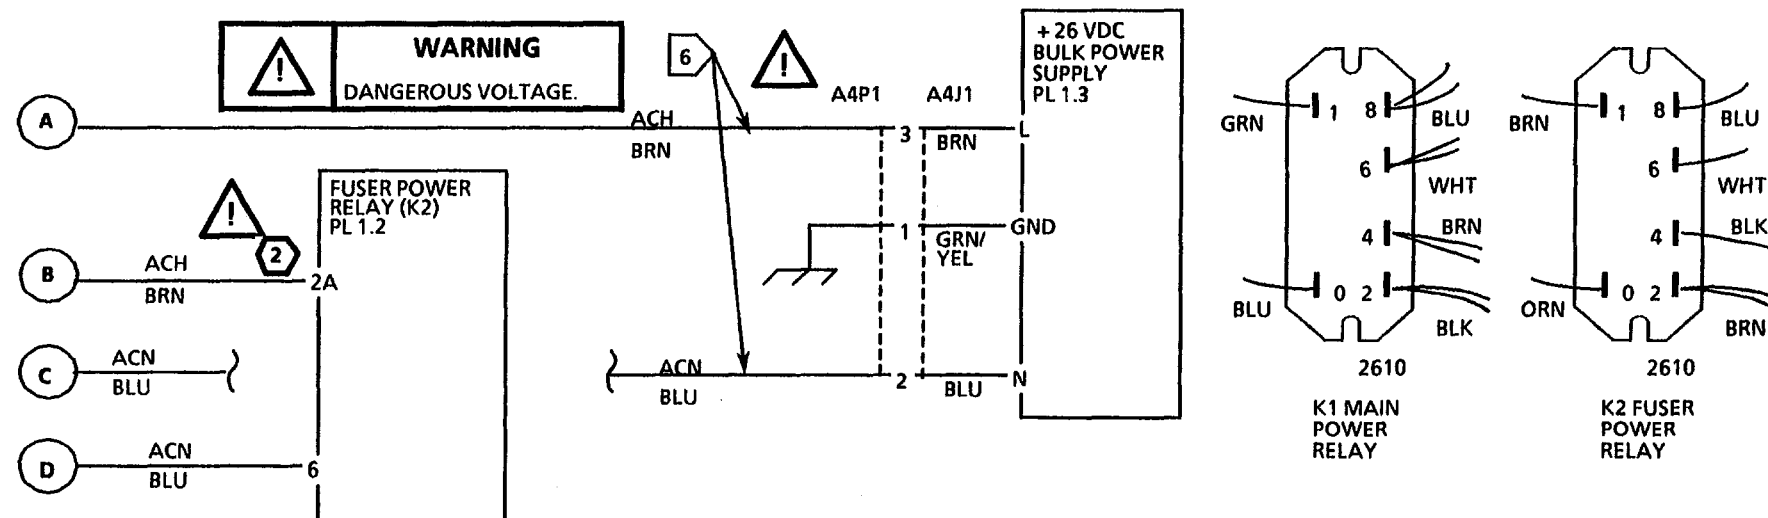 WARNING
!
DANGEROUS VOLTAGE.
6
!
A4P1
A4J1
+ 26 VDC
BULK POWER
SUPPLY
PL 1.3
A
ACH
BRN
3
BRN
L
!
2
FUSER POWER
RELAY (K2)
PL 1.2
1
GRN/
YEL
GND
B
ACH
BRN
2A
C
ACN
BLU
ACN
BLU
2
BLU
N
D
ACN
BLU
6
GRN
1
8
BLU
6
WHT
4
BRN
BLU
0
2
BLK
2610
K1 MAIN
POWER
RELAY
BRN
1
8
BLU
6
WHT
4
BLK
ORN
0
2
BRN
2610
K2 FUSER
POWER
RELAY